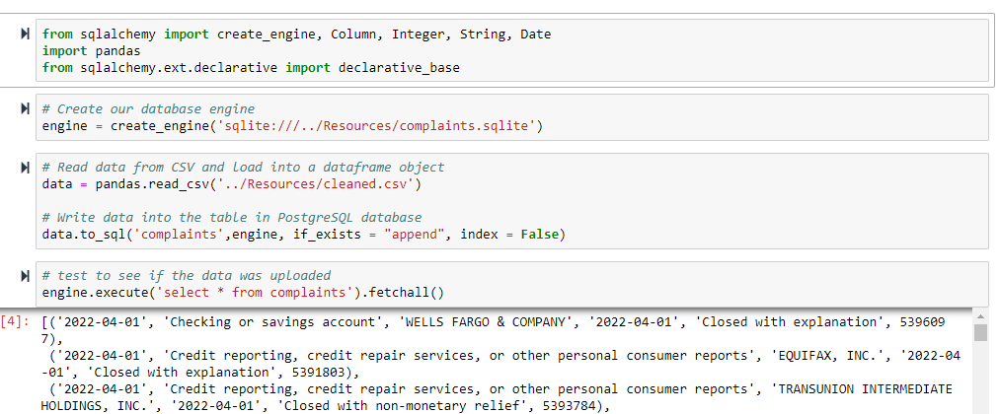 from sqlalchemy import create_engine, Column, Integer, String, Date
import pandas
from sqlalchemy.ext.declarative import declarative_base
# Create our database engine
engine = create_engine('sqlite:///../Resources/complaints.sqlite')
# Read data from CSV and load into a dataframe object
data = pandas.read_csv('../Resources/cleaned.csv')
# Write data into the table in PostgreSQL database
data.to_sql('complaints',engine, if_exists = "append", index = False)
# test to see if the data was uploaded
engine.execute('select * from complaints').fetchall()
[4]: [('2022-04-01', 'Checking or savings account', 'WELLS FARGO & COMPANY', '2022-04-01', 'Closed with explanation', 539609
7),
('2022-04-01', 'Credit reporting, credit repair services, or other personal consumer reports', 'EQUIFAX, INC.', '2022-04
-01', 'Closed with explanation', 5391803),
('2022-04-01', 'Credit reporting, credit repair services, or other personal consumer reports', 'TRANSUNION INTERMEDIATE
HOLDINGS, INC.', '2022-04-01', 'Closed with non-monetary relief', 5393784),